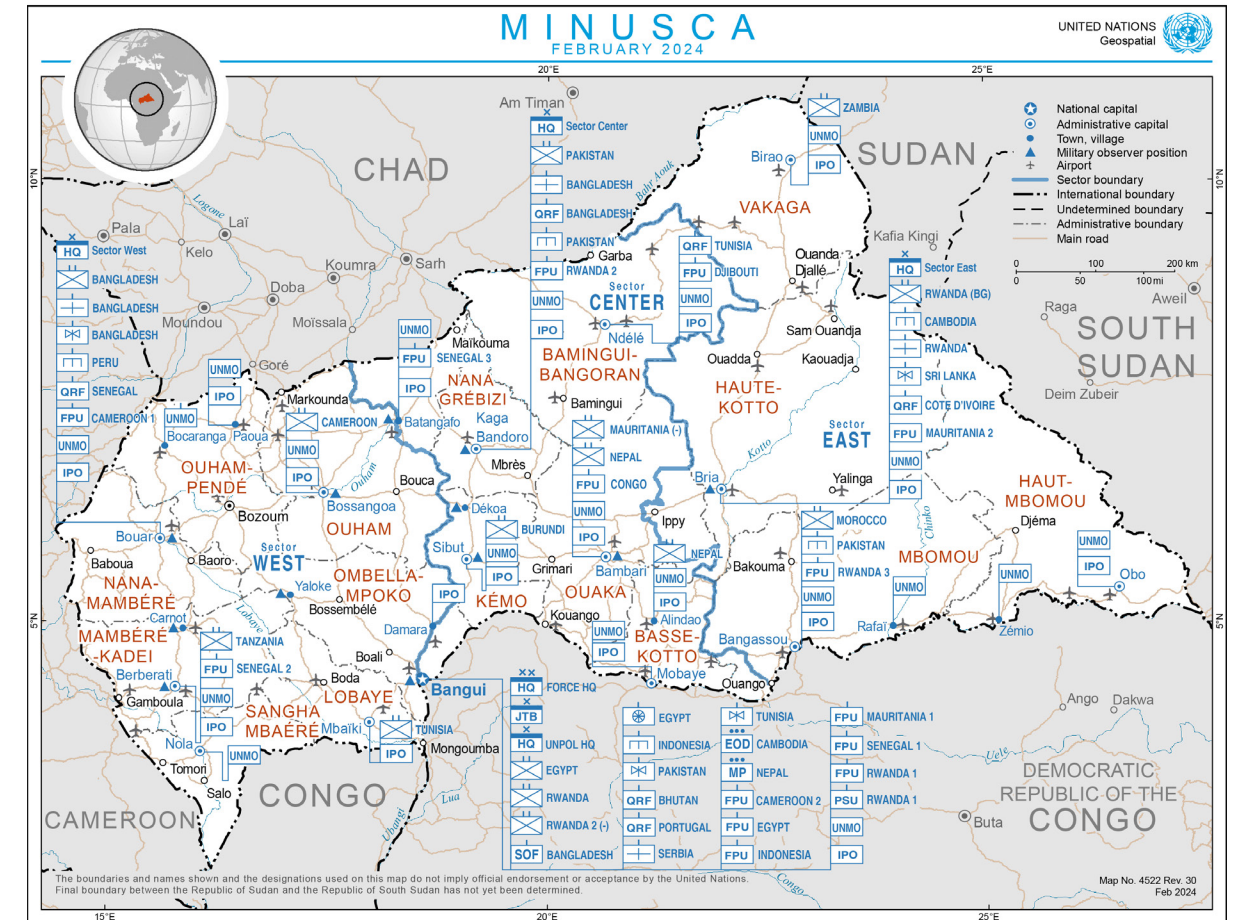 MINUSCA
FEBRUARY 2024
UNITED NATIONS
Geospatial
20°E
25°E
10°N
10°N
5°N
5°N
15°E
20°E
25°E
National capital
Administrative capital
Town, village
Military observer position
Airport
Sector boundary
International boundary
Undetermined boundary
Administrative boundary
Main road
0 100 200 km
0 50 100 mi
CHAD
SUDAN
SOUTH
SUDAN
DEMOCRATIC
REPUBLIC OF THE
CONGO
CONGO
CAMEROON
Am Timan
Bahr Aouk
Logone
Pala
Laï
Kelo
Koumra
Sarh
Doba
Moundou
Moïssala
Goré
Kafia Kingi
Raga
Aweil
Deim Zubeir
HQ Sector West
BANGLADESH
BANGLADESH
BANGLADESH
PERU
QRF SENEGAL
FPU CAMEROON 1
UNMO
IPO
HQ Sector Center
PAKISTAN
BANGLADESH
QRF BANGLADESH
PAKISTAN
FPU RWANDA 2
UNMO
IPO
ZAMBIA
UNMO
IPO
Birao
VAKAGA
QRF TUNISIA
FPU DJIBOUTI
UNMO
IPO
Garba
Ouanda
Djallé
Sam Ouandja
Kaouadja
Ouadda
HQ Sector East
RWANDA (BG)
CAMBODIA
RWANDA
SRI LANKA
QRF COTE D'IVOIRE
FPU MAURITANIA 2
UNMO
IPO
Sector
CENTER
Ndélé
BAMINGUI-
BANGORAN
Bamingui
HAUTE-
KOTTO
Sector
EAST
Kotto
Bria
Yalinga
Chinko
HAUT-
MBOMOU
Djéma
MBOMOU
UNMO
FPU SENEGAL 3
IPO
Maïkouma
NANA
GRÉBIZI
Kaga
Bandoro
Mbrès
Batangafo
UNMO
IPO
Markounda
UNMO
Bocaranga
Paoua
CAMEROON
UNMO
IPO
Ouham
Bossangoa
Bouca
OUHAM-
PENDÉ
Bozoum
OUHAM
Bouar
Baboua
Baoro
Sector
WEST
NANA-
MAMBÉRÉ
Yaloke
Bossembélé
OMBELLA-
MPOKO
Lobaye
Carnot
MAMBÉRÉ
-KADEI
Berberati
Gamboula
TANZANIA
FPU SENEGAL 2
UNMO
IPO
Nola
UNMO
Tomori
Salo
SANGHA
MBAÉRÉ
Boda
LOBAYE
Mbaïki
TUNISIA
IPO
Mongoumba
Boali
Damara
IPO
Bangui
Dékoa
Sibut
BURUNDI
UNMO
IPO
KÉMO
Grimari
MAURITANIA (-)
NEPAL
FPU CONGO
UNMO
IPO
Bambari
OUAKA
Ippy
Kouango
NEPAL
UNMO
IPO
Alindao
UNMO
IPO
BASSE-
KOTTO
Mobaye
Bakouma
MOROCCO
PAKISTAN
FPU RWANDA 3
UNMO
IPO
Bangassou
Ouango
UNMO
Rafaï
UNMO
Zémio
UNMO
IPO
Obo
Ango
Dakwa
Uele
Buta
Lua
Ubangi
Congo
HQ FORCE HQ
JTB
HQ UNPOL HQ
EGYPT
RWANDA
RWANDA 2 (-)
SOF BANGLADESH
EGYPT
INDONESIA
PAKISTAN
QRF BHUTAN
QRF PORTUGAL
SERBIA
TUNISIA
EOD CAMBODIA
MP NEPAL
FPU CAMEROON 2
FPU EGYPT
FPU INDONESIA
FPU MAURITANIA 1
FPU SENEGAL 1
FPU RWANDA 1
PSU RWANDA 1
UNMO
IPO
The boundaries and names shown and the designations used on this map do not imply official endorsement or acceptance by the United Nations.
Final boundary between the Republic of Sudan and the Republic of South Sudan has not yet been determined.
Map No. 4522 Rev. 30
Feb 2024